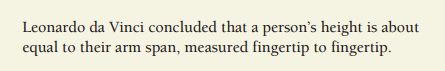 Leonardo da Vinci concluded that a person’s height is about
equal to their arm span, measured fingertip to fingertip.